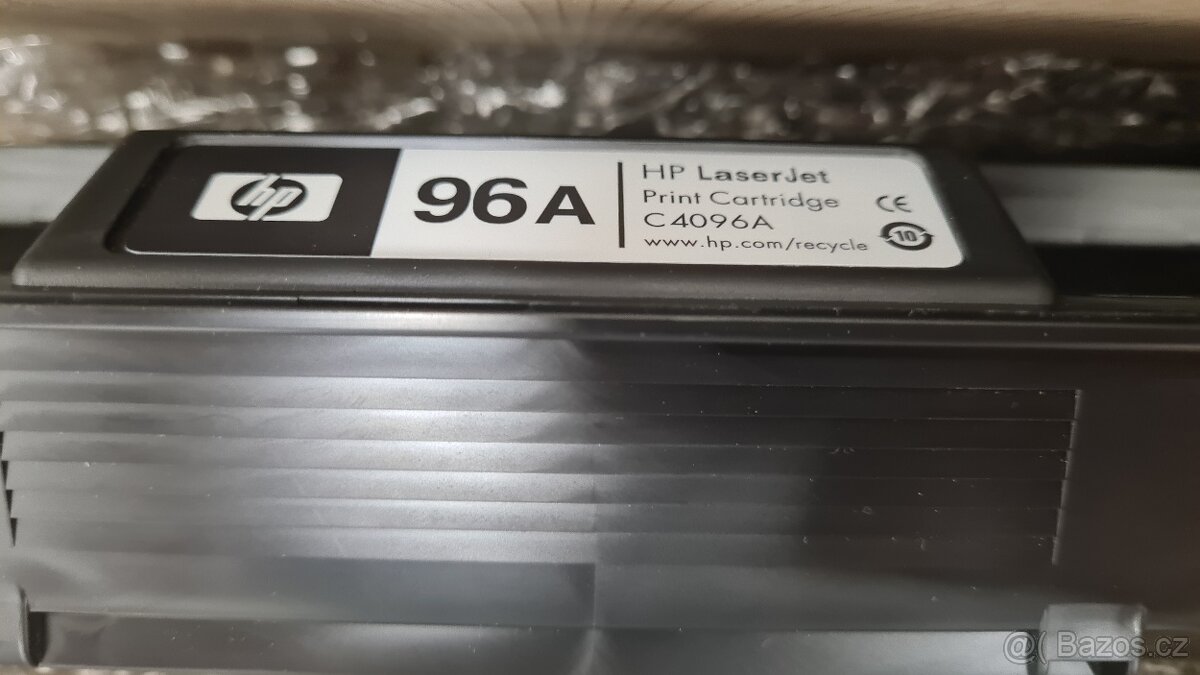 hp
96A
HP LaserJet
Print Cartridge
C4096A
www.hp.com/recycle
CE
10
@( Bazos.cz